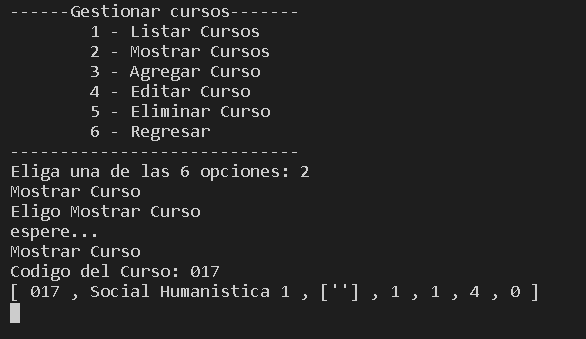 ------Gestionar cursos-------
1 - Listar Cursos
2 - Mostrar Cursos
3 - Agregar Curso
4 - Editar Curso
5 - Eliminar Curso
6 - Regresar
-----------------------------
Eliga una de las 6 opciones: 2
Mostrar Curso
Eligo Mostrar Curso
espere...
Mostrar Curso
Codigo del Curso: 017
[ 017 , Social Humanistica 1 , [''] , 1 , 1 , 4 , 0 ]